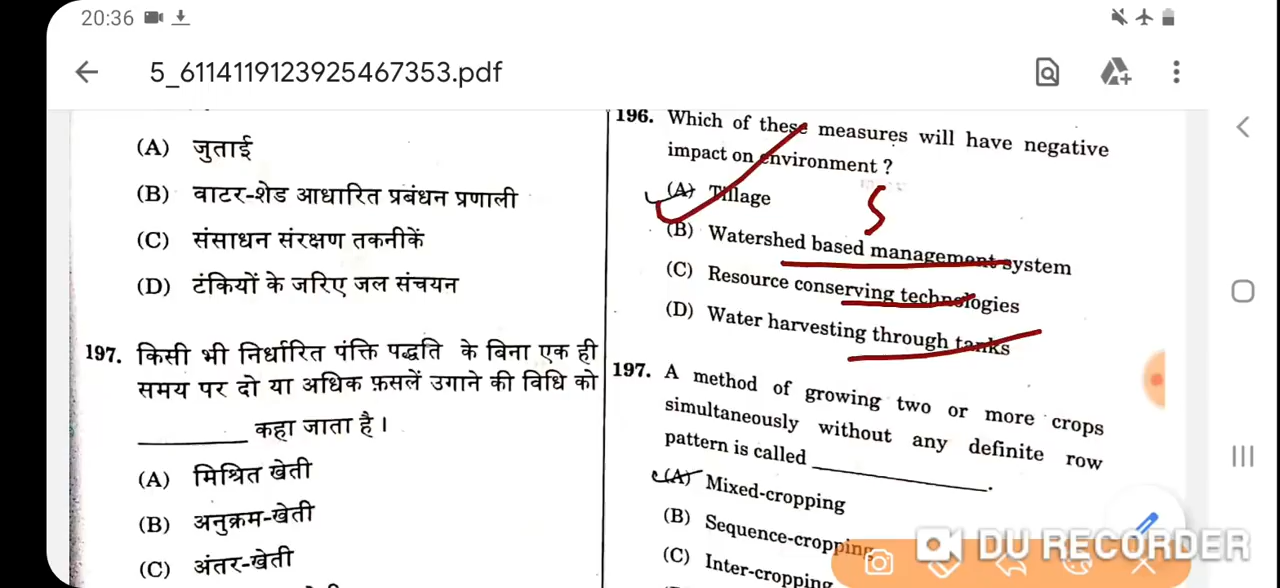 20:36
5_6114119123925467353.pdf
(A) जुताई
(B) वाटर-शेड आधारित प्रबंधन प्रणाली
(C) संसाधन संरक्षण तकनीकें
(D) टंकियों के जरिए जल संचयन
197. किसी भी निर्धारित पंक्ति पद्धति के बिना एक ही
समय पर दो या अधिक फ़सलें उगाने की विधि को
________ कहा जाता है ।
(A) मिश्रित खेती
(B) अनुक्रम-खेती
(C) अंतर-खेती
196. Which of these measures will have negative
impact on environment ?
(A) Tillage
(B) Watershed based management system
(C) Resource conserving technologies
(D) Water harvesting through tanks
197. A method of growing two or more crops
simultaneously without any definite row
pattern is called ____________.
(A) Mixed-cropping
(B) Sequence-cropping
(C) Inter-cropping
DU RECORDER